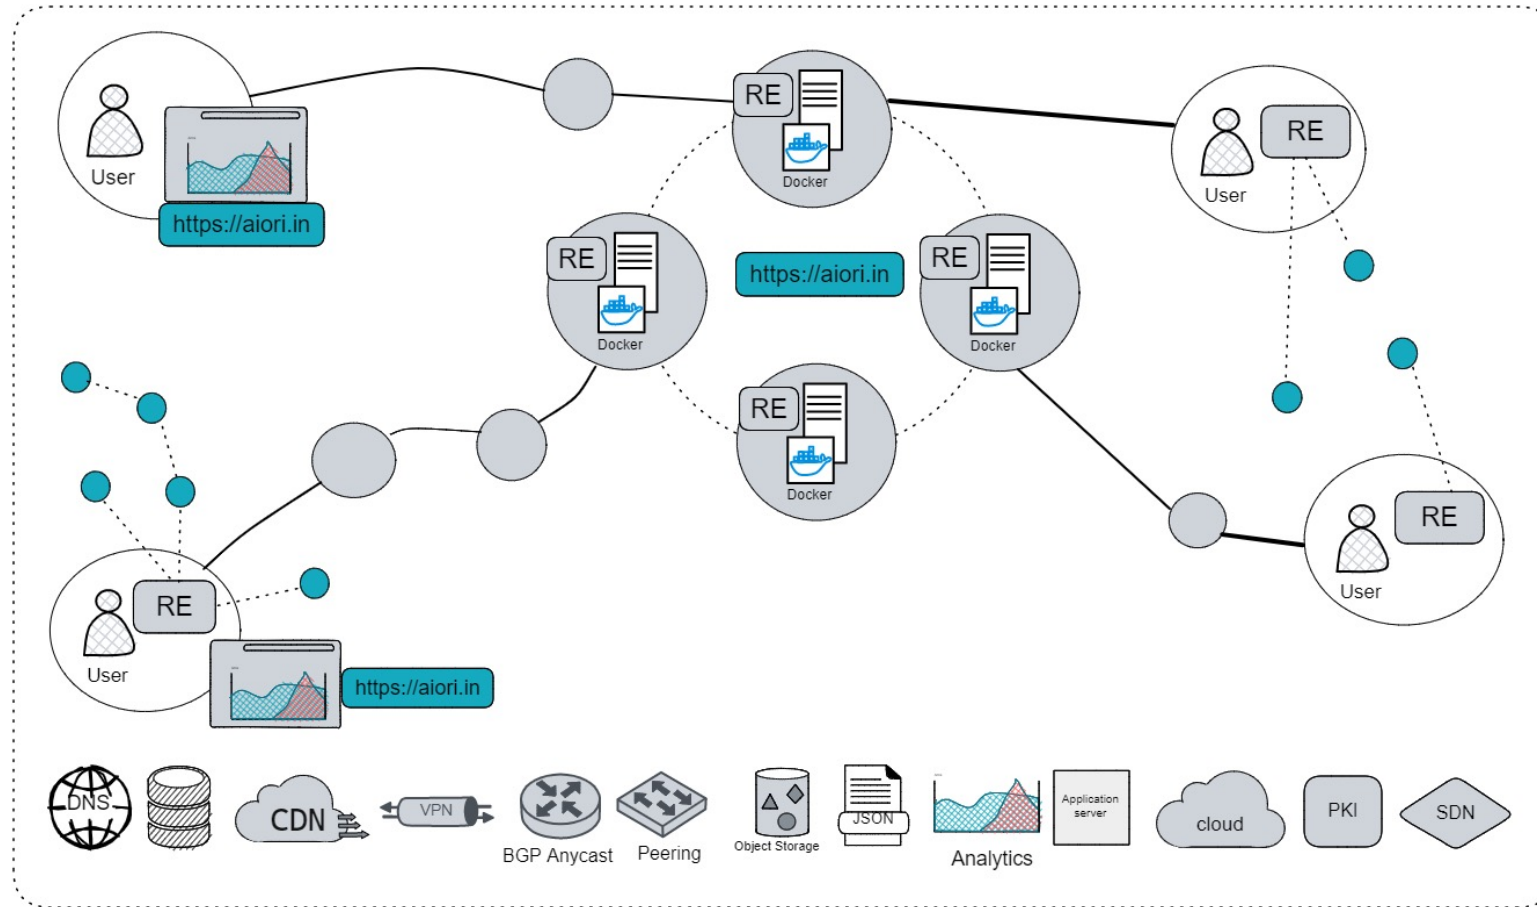 User
https://aiori.in
RE
Docker
User
RE
RE
Docker
https://aiori.in
RE
Docker
RE
Docker
User
RE
User
RE
https://aiori.in
DNS
CDN
VPN
BGP Anycast
Peering
Object Storage
JSON
Analytics
Application
server
cloud
PKI
SDN